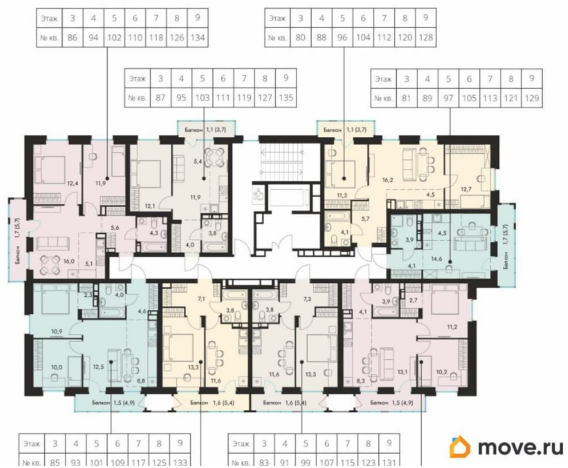 Этаж 3 4 5 6 7 8 9
№ кв. 86 94 102 110 118 126 134
Этаж 3 4 5 6 7 8 9
№ кв. 80 88 96 104 112 120 128
Этаж 3 4 5 6 7 8 9
№ кв. 87 95 103 111 119 127 135
Этаж 3 4 5 6 7 8 9
№ кв. 81 89 97 105 113 121 129
Балкон 1,1 (3,7)
Балкон 1,1 (3,7)
5,4
12,4
11,9
12,1
11,9
11,3
16,2
4,5
12,7
Балкон 1,7 (5,7)
5,6
4,3
4,0
3,8
4,1
5,7
3,9
4,5
Балкон 1,7 (5,7)
16,0
5,1
4,1
14,6
2,3
4,0
4,6
7,1
3,8
3,8
7,3
4,1
3,9
2,7
10,9
11,2
10,0
12,5
8,8
13,3
11,6
11,6
13,3
8,3
13,1
10,2
Балкон 1,5 (4,9)
Балкон 1,6 (5,4)
Балкон 1,6 (5,4)
Балкон 1,5 (4,9)
Этаж 3 4 5 6 7 8 9
85 93 101 109 117 125 133
Этаж 3 4 5 6 7 8 9
83 91 99 107 115 123 131
move.ru